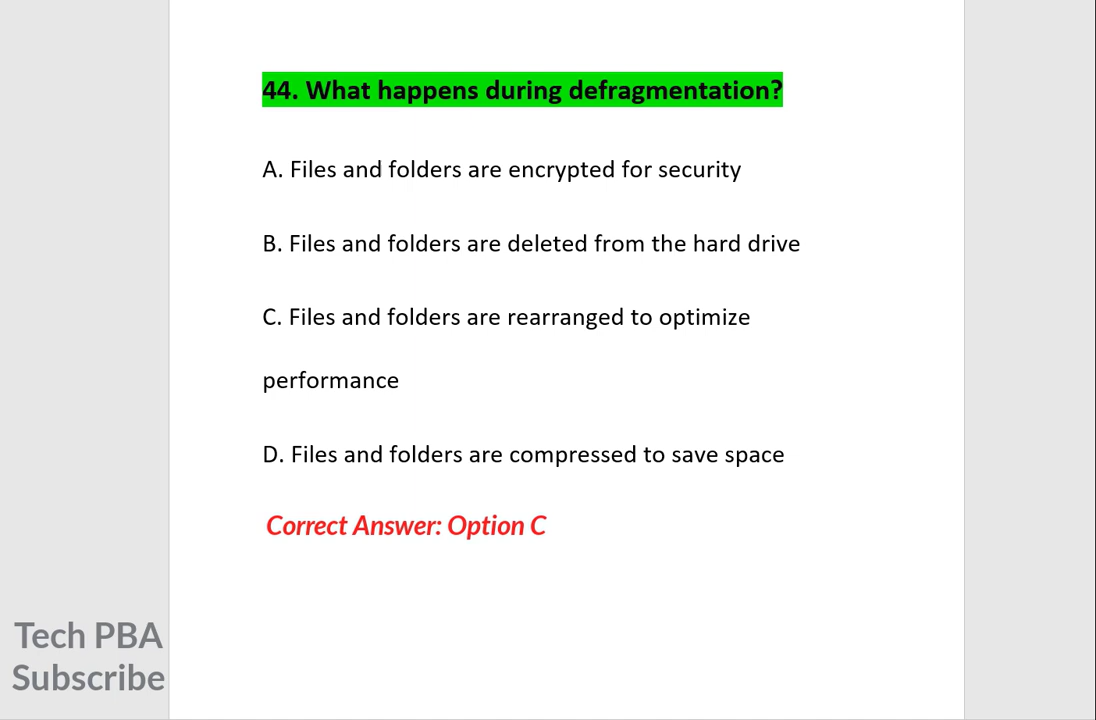 44. What happens during defragmentation?
A. Files and folders are encrypted for security
B. Files and folders are deleted from the hard drive
C. Files and folders are rearranged to optimize
performance
D. Files and folders are compressed to save space
Correct Answer: Option C
Tech PBA
Subscribe